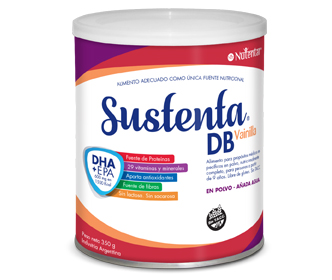 Nutentar
ALIMENTO ADECUADO COMO ÚNICA FUENTE NUTRICIONAL
Sustenta
DB Vainilla
DHA
+ EPA
Fuente de Proteínas
29 vitaminas y minerales
Aporta antioxidantes
Fuente de fibras
Sin lactosa · Sin sacarosa
EN POLVO - AÑADA AGUA
Peso neto 350 g
Industria Argentina